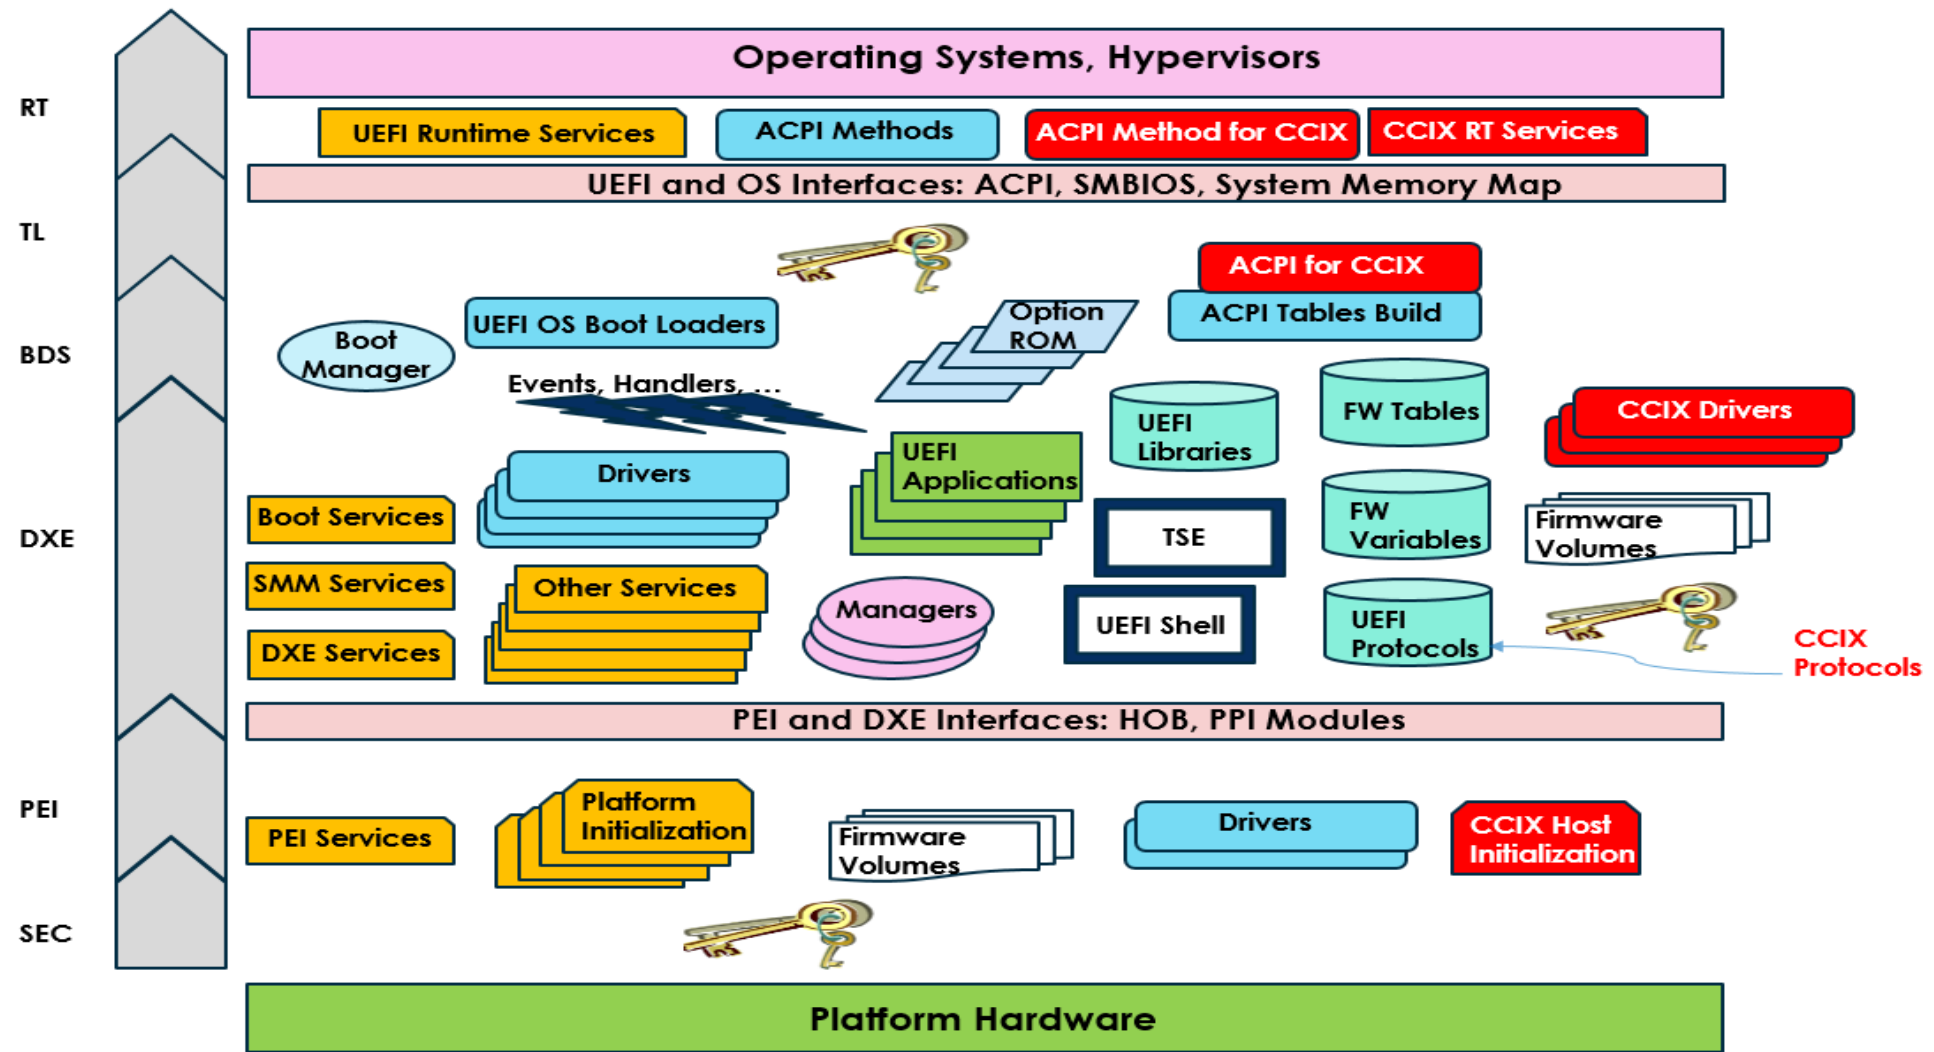 Operating Systems, Hypervisors
RT
UEFI Runtime Services
ACPI Methods
ACPI Method for CCIX
CCIX RT Services
UEFI and OS Interfaces: ACPI, SMBIOS, System Memory Map
TL
ACPI for CCIX
ACPI Tables Build
UEFI OS Boot Loaders
Option
ROM
BDS
Boot
Manager
Events, Handlers, ...
UEFI
Libraries
FW Tables
CCIX Drivers
Drivers
UEFI
Applications
DXE
Boot Services
TSE
FW
Variables
Firmware
Volumes
SMM Services
Other Services
Managers
UEFI Shell
UEFI
Protocols
CCIX
Protocols
DXE Services
PEI and DXE Interfaces: HOB, PPI Modules
PEI
PEI Services
Platform
Initialization
Firmware
Volumes
Drivers
CCIX Host
Initialization
SEC
Platform Hardware